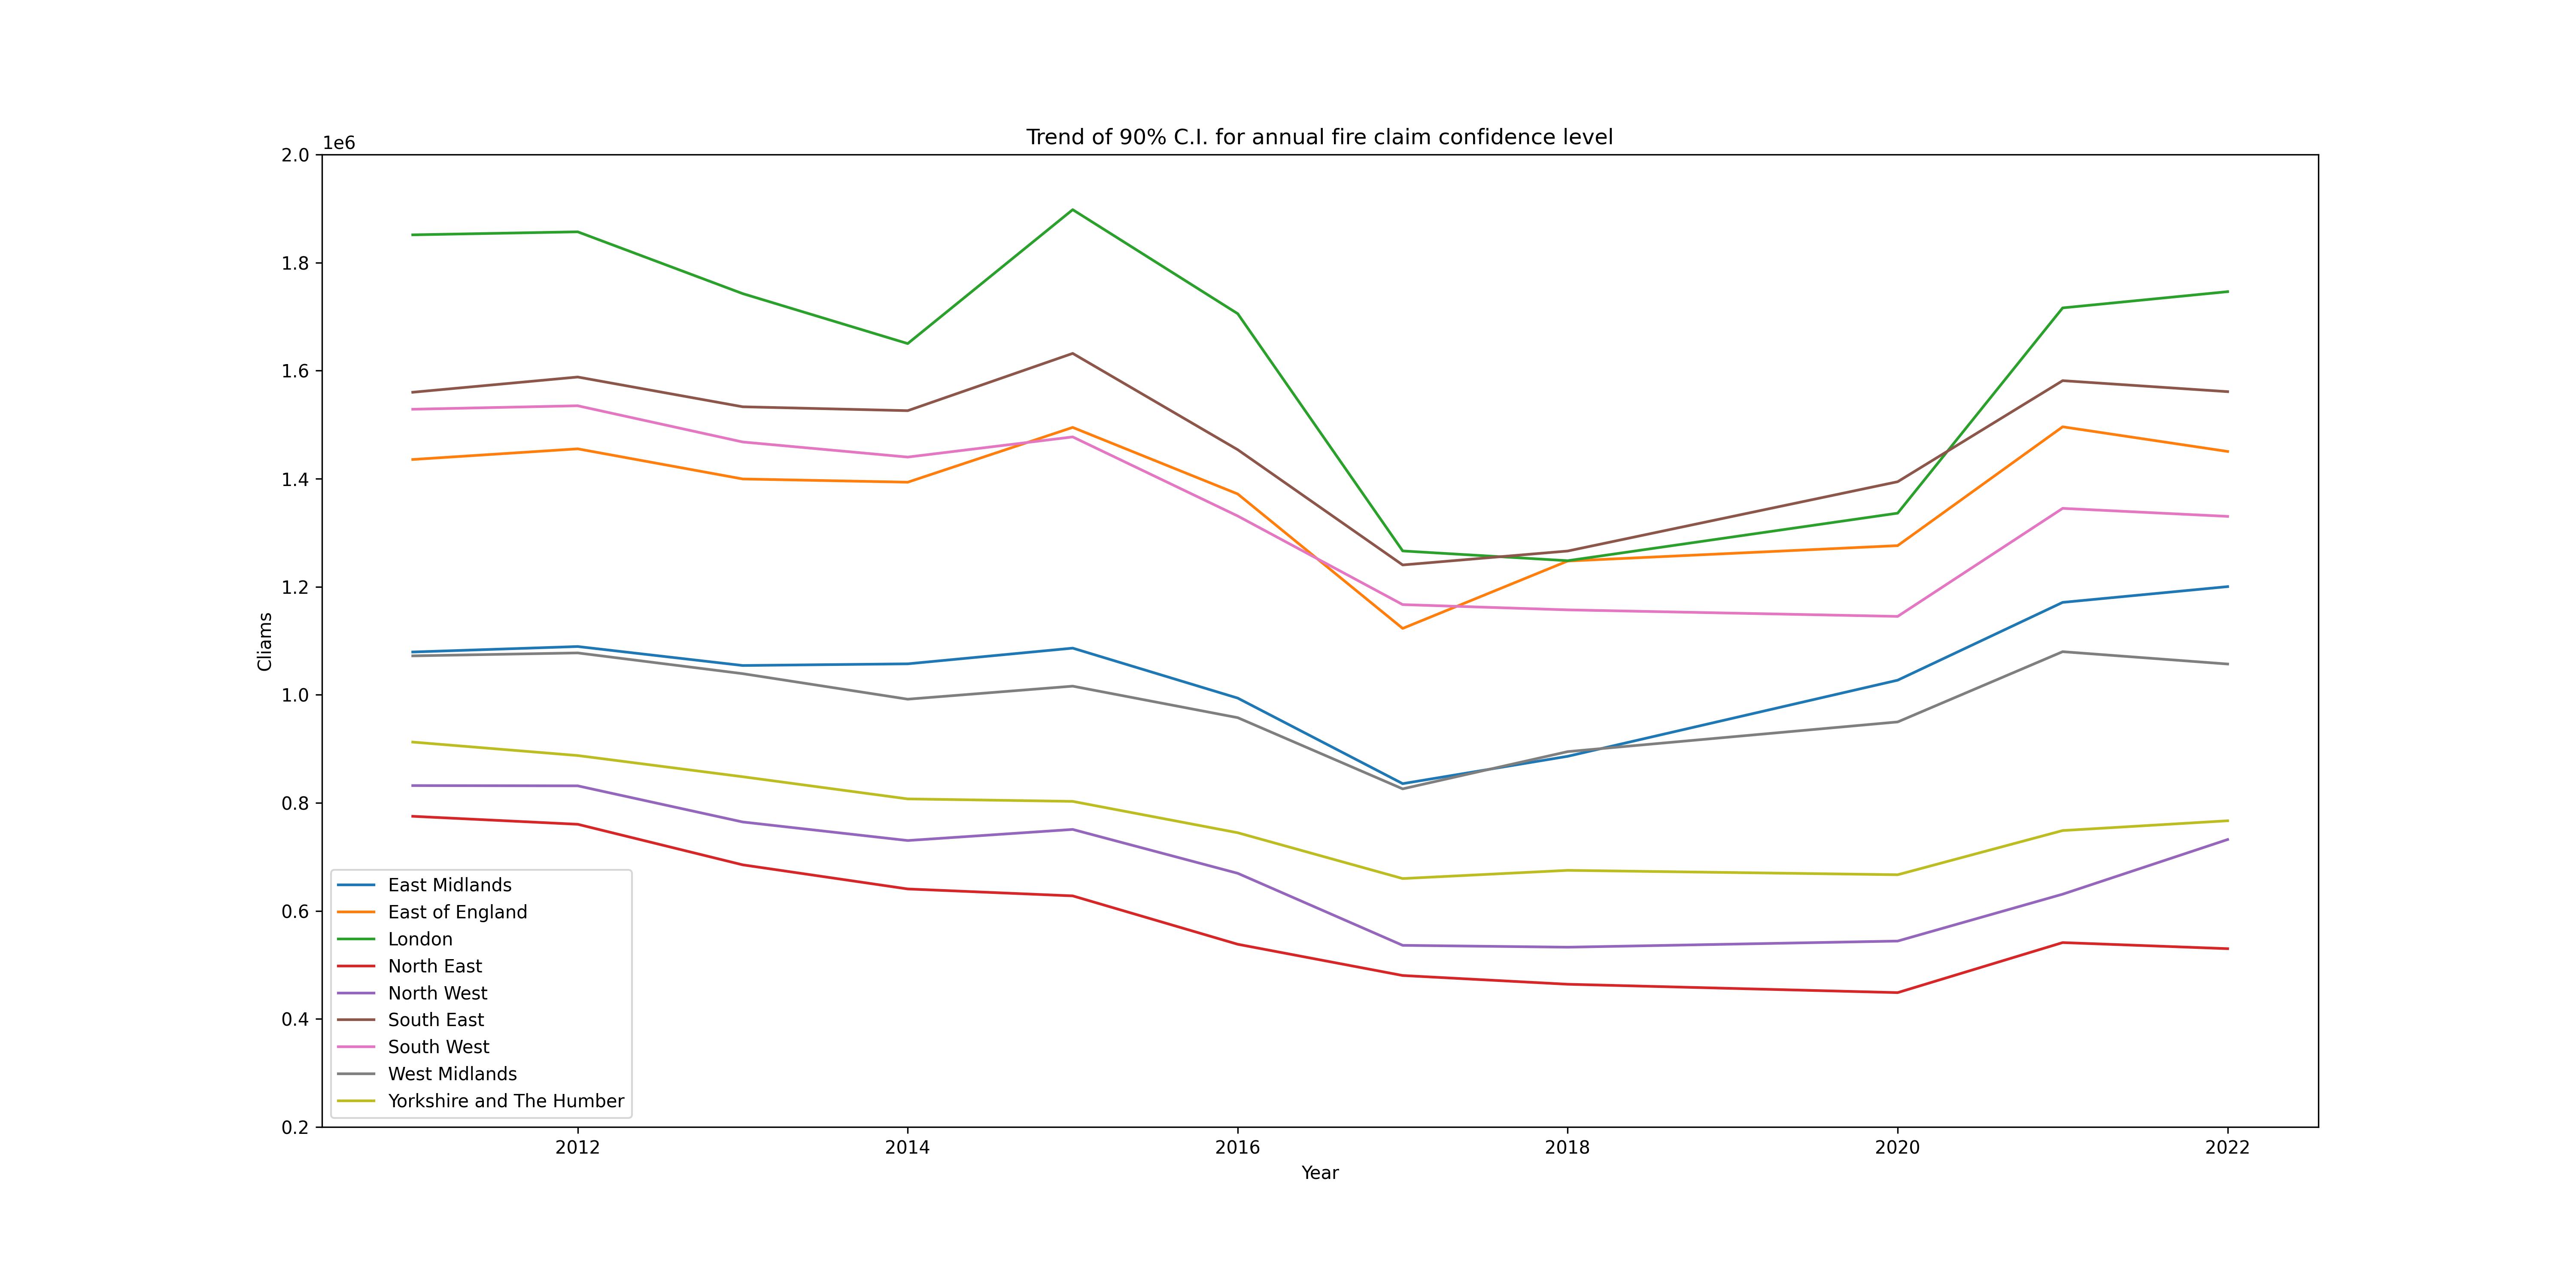 Trend of 90% C.I. for annual fire claim confidence level
1e6
2.0
1.8
1.6
1.4
1.2
1.0
0.8
0.6
0.4
0.2
Cliams
East Midlands
East of England
London
North East
North West
South East
South West
West Midlands
Yorkshire and The Humber
2012 2014 2016 2018 2020 2022
Year